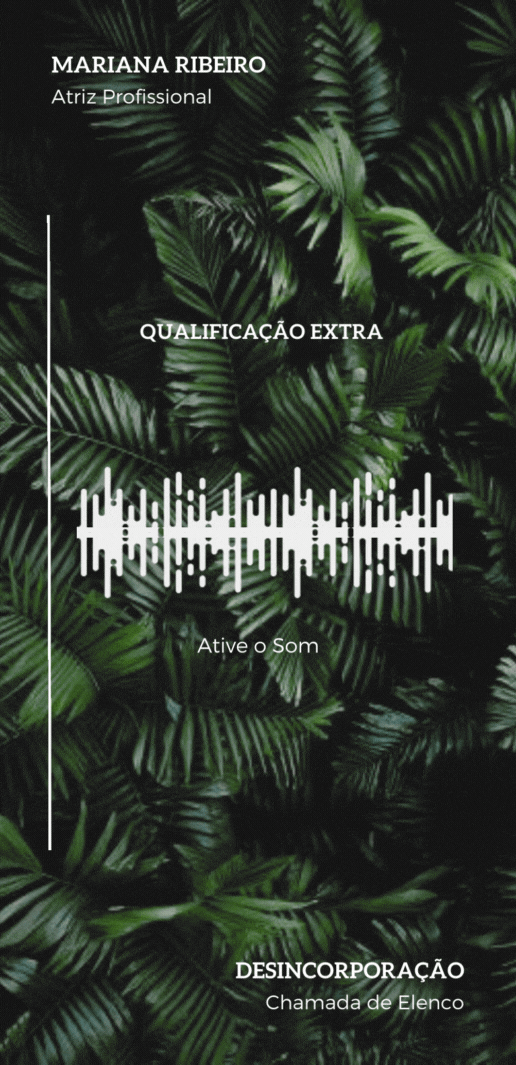 MARIANA RIBEIRO
Atriz Profissional
QUALIFICAÇÃO EXTRA
Ative o Som
DESINCORPORAÇÃO
Chamada de Elenco